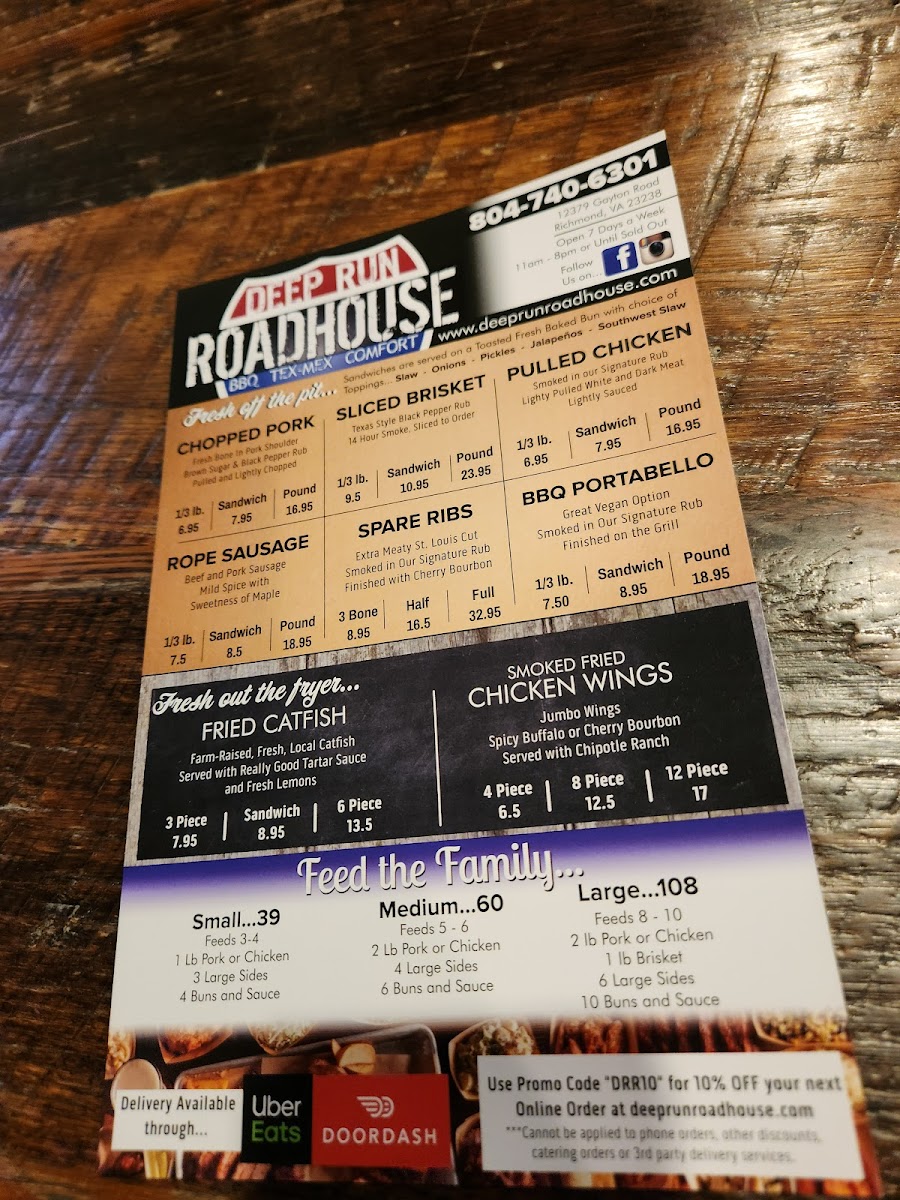 804-740-6301
12379 Gayton Road
Richmond, VA 23238
Open 7 Days a Week
11am - 8pm or Until Sold Out
Follow
Us on...
f
www.deeprunroadhouse.com
DEEP RUN
ROADHOUSE
BBQ TEX-MEX COMFORT
Fresh off the pit...
Sandwiches are served on a Toasted Fresh Baked Bun with choice of
Toppings... Slaw - Onions - Pickles - Jalapeños - Southwest Slaw
CHOPPED PORK
Fresh Bone In Pork Shoulder
Brown Sugar & Black Pepper Rub
Pulled and Lightly Chopped
1/3 lb. Sandwich Pound
6.95 7.95 16.95
SLICED BRISKET
Texas Style Black Pepper Rub
14 Hour Smoke, Sliced to Order
1/3 lb. Sandwich Pound
9.5 10.95 23.95
PULLED CHICKEN
Smoked in our Signature Rub
Lighty Pulled White and Dark Meat
Lightly Sauced
1/3 lb. Sandwich Pound
6.95 7.95 16.95
ROPE SAUSAGE
Beef and Pork Sausage
Mild Spice with
Sweetness of Maple
1/3 lb. Sandwich Pound
7.5 8.5 18.95
SPARE RIBS
Extra Meaty St. Louis Cut
Smoked in Our Signature Rub
Finished with Cherry Bourbon
3 Bone Half Full
8.95 16.5 32.95
BBQ PORTABELLO
Great Vegan Option
Smoked in Our Signature Rub
Finished on the Grill
1/3 lb. Sandwich Pound
7.50 8.95 18.95
Fresh out the fryer...
FRIED CATFISH
Farm-Raised, Fresh, Local Catfish
Served with Really Good Tartar Sauce
and Fresh Lemons
3 Piece Sandwich 6 Piece
7.95 8.95 13.5
SMOKED FRIED
CHICKEN WINGS
Jumbo Wings
Spicy Buffalo or Cherry Bourbon
Served with Chipotle Ranch
4 Piece 8 Piece 12 Piece
6.5 12.5 17
Feed the Family...
Small...39
Feeds 3-4
1 Lb Pork or Chicken
3 Large Sides
4 Buns and Sauce
Medium...60
Feeds 5 - 6
2 Lb Pork or Chicken
4 Large Sides
6 Buns and Sauce
Large...108
Feeds 8 - 10
2 lb Pork or Chicken
1 lb Brisket
6 Large Sides
10 Buns and Sauce
Delivery Available
through...
Uber
Eats
DOORDASH
Use Promo Code "DRR10" for 10% OFF your next
Online Order at deeprunroadhouse.com
***Cannot be applied to phone orders, other discounts,
catering orders or 3rd party delivery services.